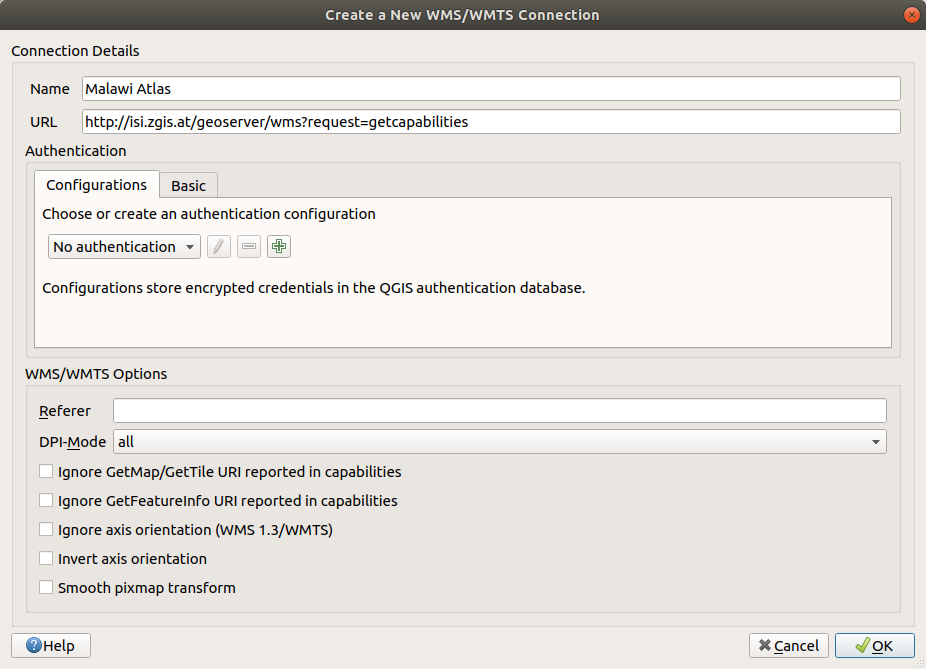 Create a New WMS/WMTS Connection
Connection Details
Name Malawi Atlas
URL http://isi.zgis.at/geoserver/wms?request=getcapabilities
Authentication
Configurations Basic
Choose or create an authentication configuration
No authentication
Configurations store encrypted credentials in the QGIS authentication database.
WMS/WMTS Options
Referer
DPI-Mode all
Ignore GetMap/GetTile URI reported in capabilities
Ignore GetFeatureInfo URI reported in capabilities
Ignore axis orientation (WMS 1.3/WMTS)
Invert axis orientation
Smooth pixmap transform
Help Cancel OK